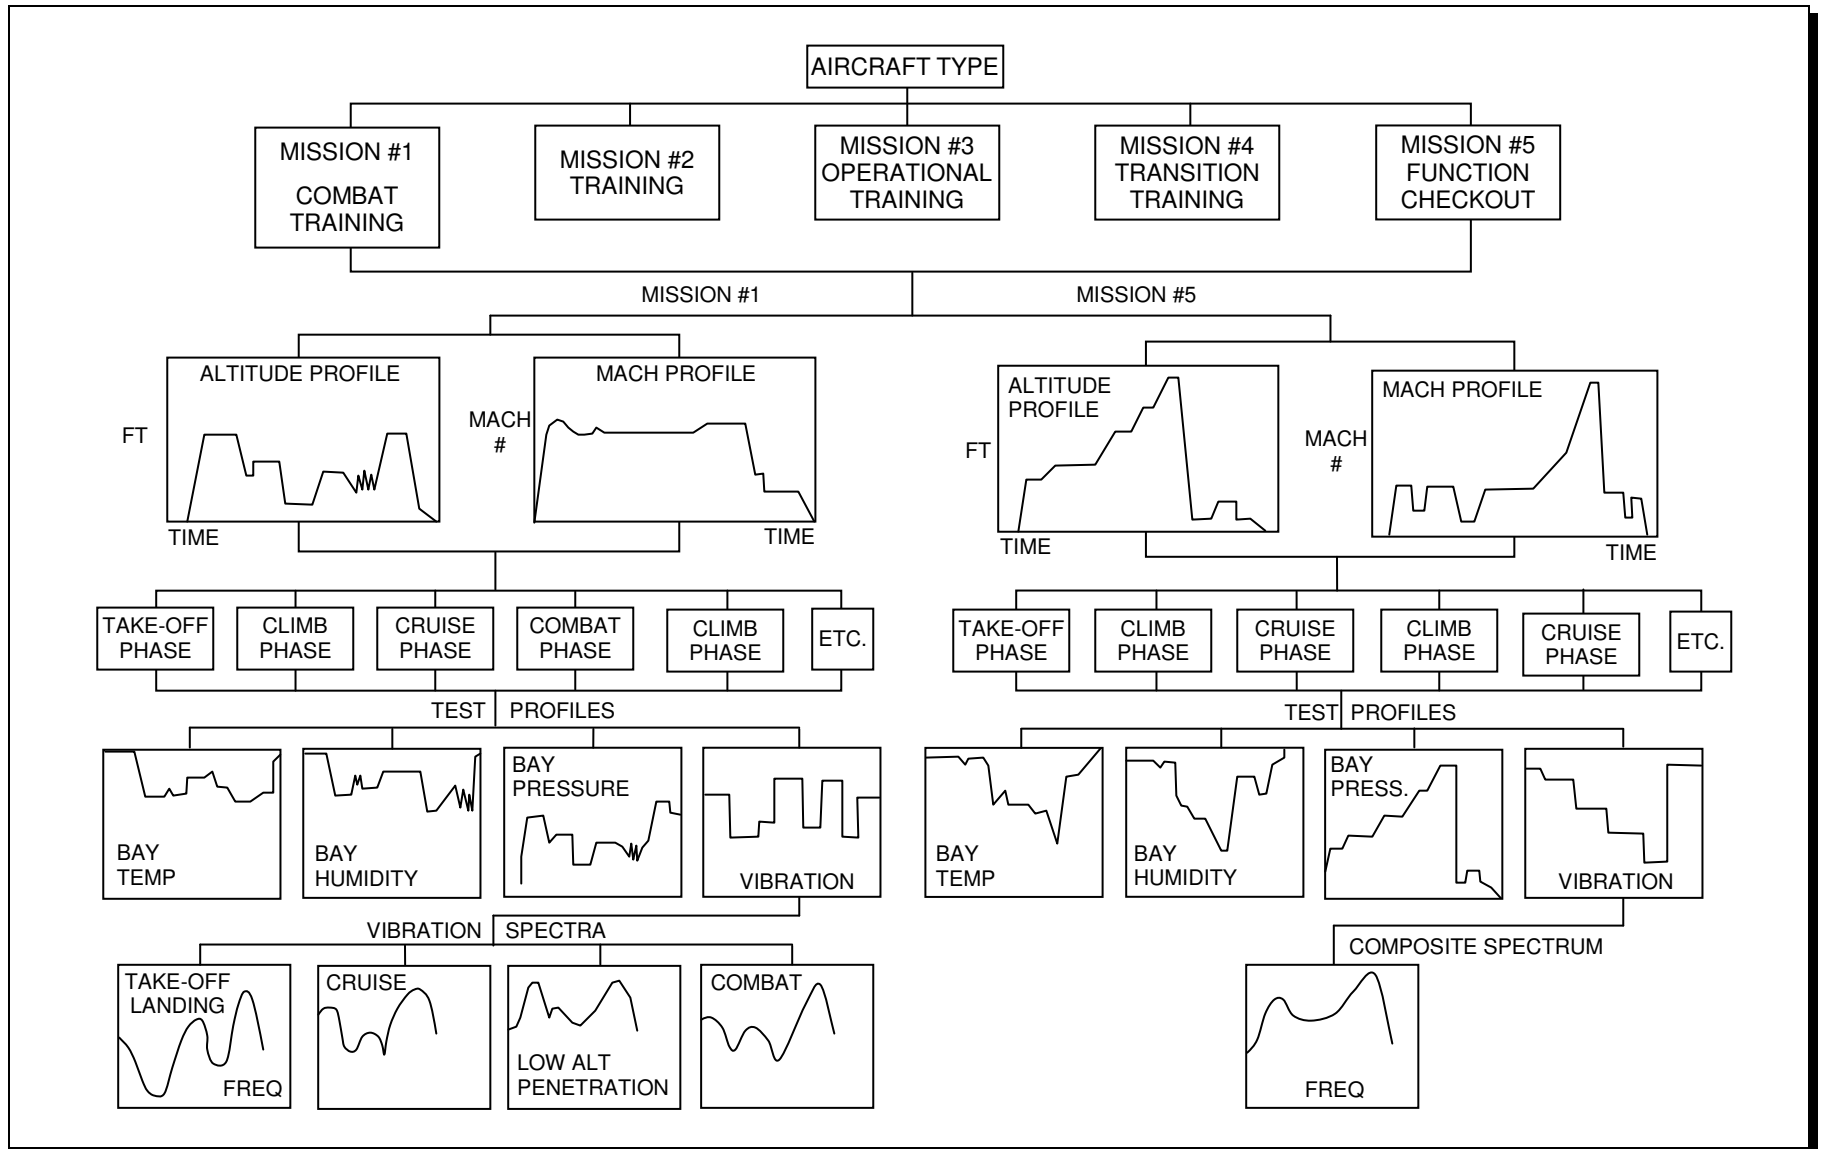 AIRCRAFT TYPE
MISSION #1
COMBAT
TRAINING
MISSION #2
TRAINING
MISSION #3
OPERATIONAL
TRAINING
MISSION #4
TRANSITION
TRAINING
MISSION #5
FUNCTION
CHECKOUT
MISSION #1
MISSION #5
ALTITUDE PROFILE
FT
TIME
MACH PROFILE
MACH
#
TIME
ALTITUDE
PROFILE
FT
TIME
MACH PROFILE
MACH
#
TIME
TAKE-OFF
PHASE
CLIMB
PHASE
CRUISE
PHASE
COMBAT
PHASE
CLIMB
PHASE
ETC.
TAKE-OFF
PHASE
CLIMB
PHASE
CRUISE
PHASE
CLIMB
PHASE
CRUISE
PHASE
ETC.
TEST PROFILES
TEST PROFILES
BAY
TEMP
BAY
HUMIDITY
BAY
PRESSURE
VIBRATION
BAY
TEMP
BAY
HUMIDITY
BAY
PRESS.
VIBRATION
VIBRATION SPECTRA
COMPOSITE SPECTRUM
TAKE-OFF
LANDING
FREQ
CRUISE
LOW ALT
PENETRATION
COMBAT
FREQ